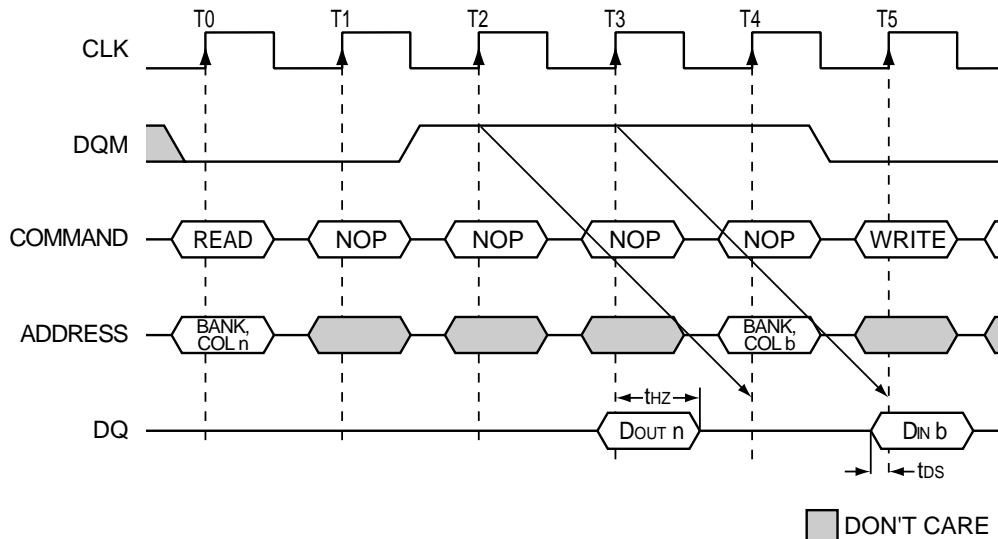 T0 T1 T2 T3 T4 T5
CLK
DQM
COMMAND READ NOP NOP NOP NOP WRITE
ADDRESS BANK, COL n BANK, COL b
tHZ
DQ DOUT n DIN b
tDS
DON'T CARE